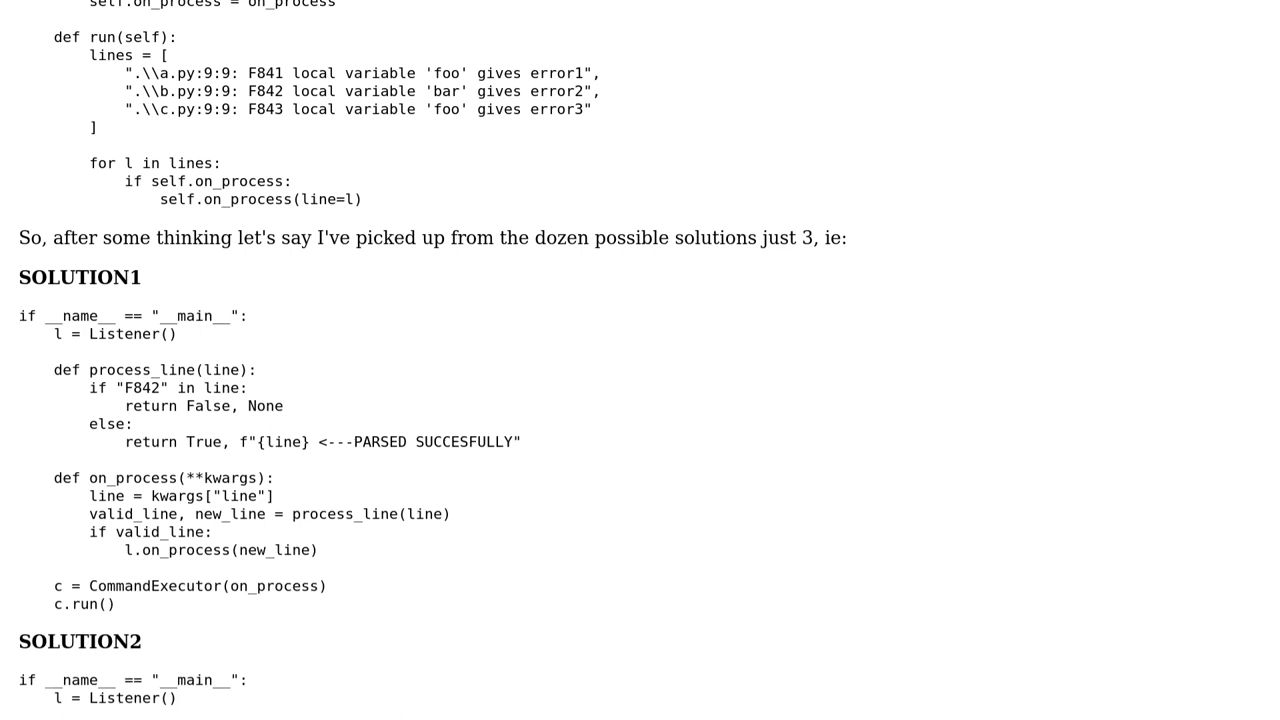 self.on_process = on_process
def run(self):
lines = [
".\\a.py:9:9: F841 local variable 'foo' gives error1",
".\\b.py:9:9: F842 local variable 'bar' gives error2",
".\\c.py:9:9: F843 local variable 'foo' gives error3"
]
for l in lines:
if self.on_process:
self.on_process(line=l)
So, after some thinking let's say I've picked up from the dozen possible solutions just 3, ie:
SOLUTION1
if __name__ == "__main__":
l = Listener()
def process_line(line):
if "F842" in line:
return False, None
else:
return True, f"{line} <---PARSED SUCCESFULLY"
def on_process(**kwargs):
line = kwargs["line"]
valid_line, new_line = process_line(line)
if valid_line:
l.on_process(new_line)
c = CommandExecutor(on_process)
c.run()
SOLUTION2
if __name__ == "__main__":
l = Listener()